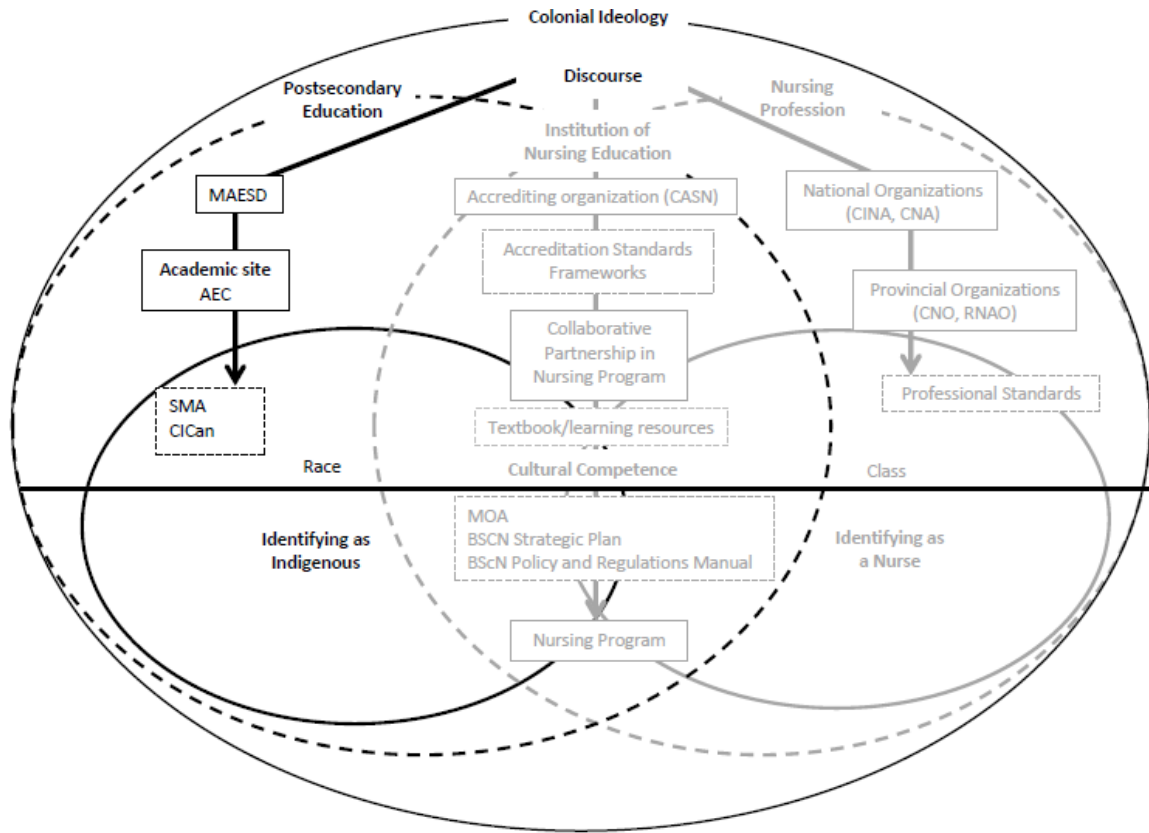 Colonial Ideology
Discourse
Postsecondary
Education
Nursing
Profession
Institution of
Nursing Education
MAESD
Accrediting organization (CASN)
National Organizations
(CINA, CNA)
Academic site
AEC
Accreditation Standards
Frameworks
Provincial Organizations
(CNO, RNAO)
Collaborative
Partnership in
Nursing Program
SMA
CICan
Professional Standards
Textbook/learning resources
Race
Cultural Competence
Class
Identifying as
Indigenous
MOA
BSCN Strategic Plan
BScN Policy and Regulations Manual
Identifying as
a Nurse
Nursing Program